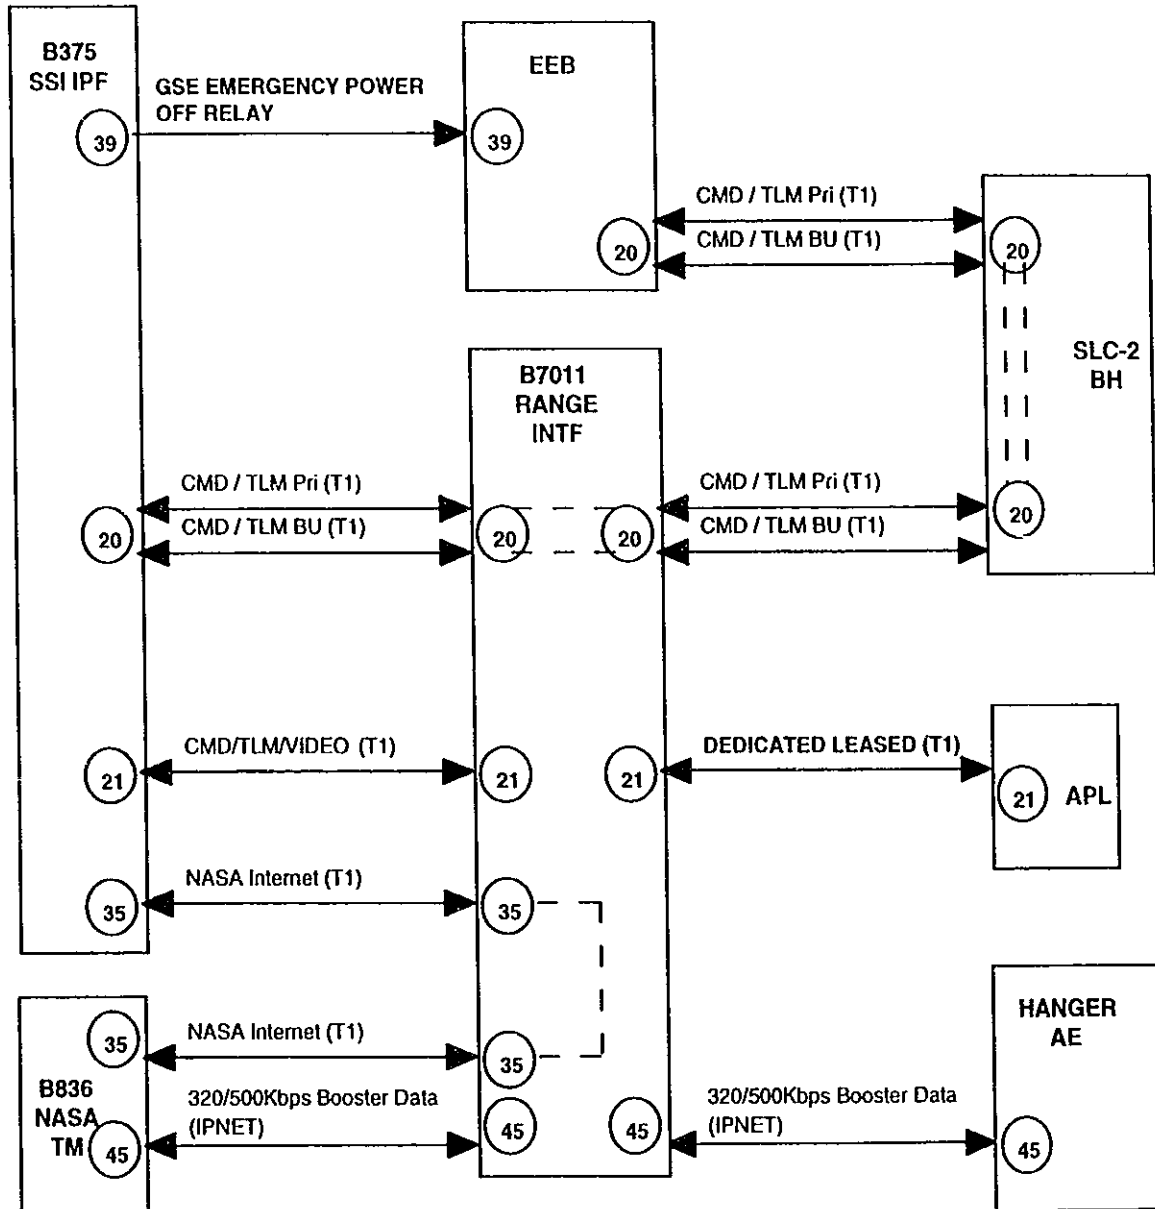 B375
SSI IPF
GSE EMERGENCY POWER
OFF RELAY
39
EEB
39
20
CMD / TLM Pri (T1)
CMD / TLM BU (T1)
20
SLC-2
BH
20
B7011
RANGE
INTF
CMD / TLM Pri (T1)
CMD / TLM BU (T1)
20
20
20
CMD / TLM Pri (T1)
CMD / TLM BU (T1)
CMD/TLM/VIDEO (T1)
21
21
21
DEDICATED LEASED (T1)
21
APL
NASA Internet (T1)
35
35
B836
NASA
TM
35
NASA Internet (T1)
35
320/500Kbps Booster Data
(IPNET)
45
45
45
320/500Kbps Booster Data
(IPNET)
HANGER
AE
45